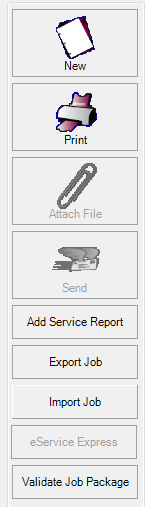 New
Print
Attach File
Send
Add Service Report
Export Job
Import Job
eService Express
Validate Job Package